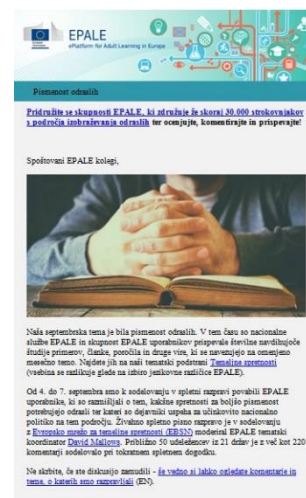 EPALE
ePlatform for Adult Learning in Europe
Pismenost odraslih
Pridružite se skupnosti EPALE, ki združuje že skoraj 30.000 strokovnjakov
s področja izobraževanja odraslih ter ocenjujte, komentirajte in prispevajte!
Spoštovani EPALE kolegi,
Naša septembrska tema je bila pismenost odraslih. V tem času so nacionalne
službe EPALE in skupnost EPALE uporabnikov prispevale številne navdihujoče
študije primerov, članke, poročila in druge vire, ki se navezujejo na omenjeno
mesečno temo. Najdete jih na naši tematski podstrani Temeljne spretnosti
(vsebina se razlikuje glede na izbiro jezikovne različice EPALE).
Od 4. do 7. septembra smo k sodelovanju v spletni razpravi povabili EPALE
uporabnike, ki so razmišljali o tem, kakšne spretnosti za boljšo pismenost
potrebujejo odrasli ter kateri so dejavniki uspeha za učinkovito nacionalno
politiko na tem področju. Živahno spletno pisno razpravo je v sodelovanju
z Evropsko mrežo za temeljne spretnosti (EBSN) moderiral EPALE tematski
koordinator David Mallows. Približno 50 udeležencev iz 21 držav je z več kot 220
komentarji sodelovalo pri tokratnem spletnem dogodku.
Ne skrbite, če ste diskusijo zamudili - še vedno si lahko ogledate komentarje in
temo, o katerih smo razpravljali (EN).